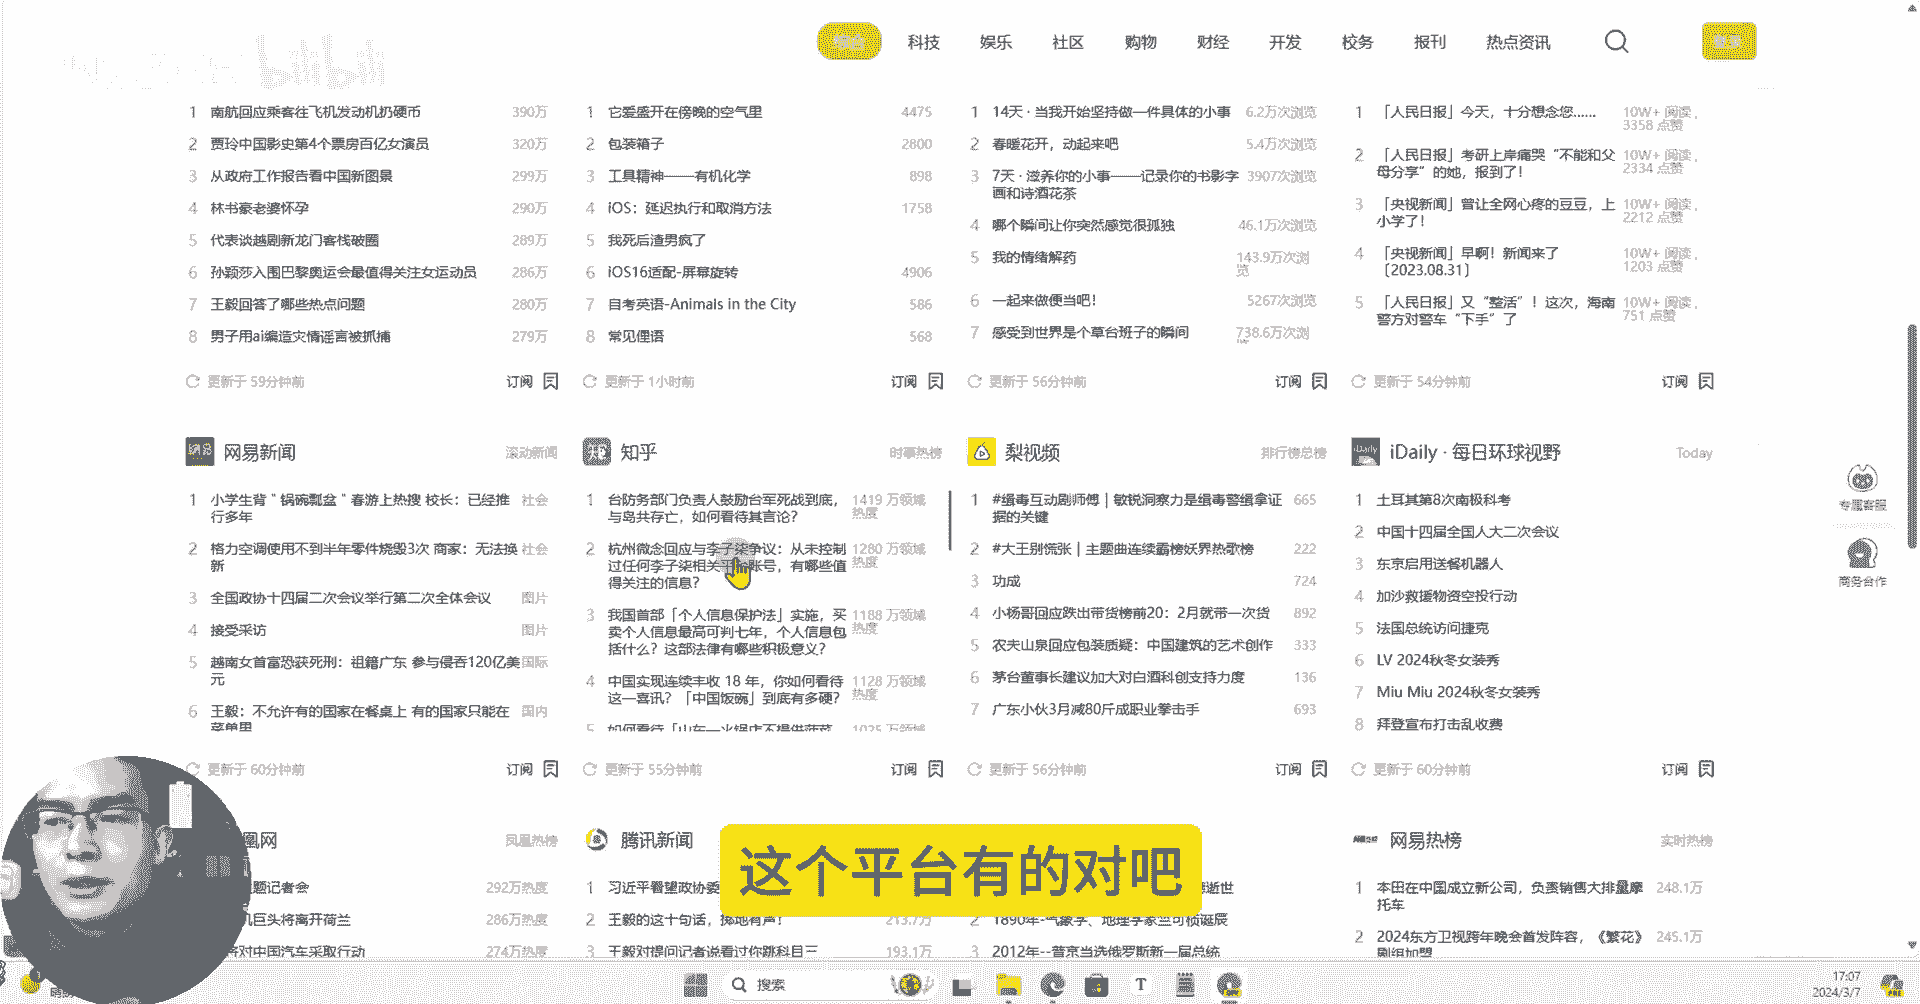 bilibili
科技 娱乐 社区 购物 财经 开发 校务 报刊 热点资讯
1 南航回应乘客往飞机发动机扔硬币 390万
2 贾玲中国影史第4个票房百亿女演员 320万
3 从政府工作报告看中国新图景 299万
4 林书豪老婆怀孕 290万
5 代表谈越剧新龙门客栈破圈 289万
6 孙颖莎入围巴黎奥运会最值得关注女运动员 286万
7 王毅回答了哪些热点问题 280万
8 男子用ai编造灾情谣言被抓捕 279万
更新于 59分钟前 订阅
1 它爱盛开在傍晚的空气里 4475
2 包装箱子 2800
3 工具精神——有机化学 898
4 iOS：延迟执行和取消方法 1758
5 我死后渣男疯了
6 iOS16适配-屏幕旋转 4906
7 自考英语-Animals in the City 586
8 常见俚语 568
更新于 1小时前 订阅
1 14天 · 当我开始坚持做一件具体的小事 6.2万次浏览
2 春暖花开，动起来吧 5.4万次浏览
3 7天 · 滋养你的小事——记录你的书影字 3907次浏览
画和诗酒花茶
4 哪个瞬间让你突然感觉很孤独 46.1万次浏览
5 我的情绪解药 143.9万次浏
览
6 一起来做便当吧！ 5267次浏览
7 感受到世界是个草台班子的瞬间 738.6万次浏
更新于 56分钟前 订阅
1 「人民日报」今天，十分想念您…… 10W+ 阅读，
3358 点赞
2 「人民日报」考研上岸痛哭“不能和父 10W+ 阅读，
母分享”的她，报到了！ 2334 点赞
3 「央视新闻」曾让全网心疼的豆豆，上 10W+ 阅读，
小学了！ 2212 点赞
4 「央视新闻」早啊！新闻来了 10W+ 阅读，
〔2023.08.31〕 1203 点赞
5 「人民日报」又“整活”！这次，海南 10W+ 阅读，
警方对警车“下手”了 751 点赞
更新于 54分钟前 订阅
网易新闻 滚动新闻
1 小学生背＂锅碗瓢盆＂春游上热搜 校长：已经推 社会
行多年
2 格力空调使用不到半年零件烧毁3次 商家：无法换 社会
新
3 全国政协十四届二次会议举行第二次全体会议 图片
4 接受采访 图片
5 越南女首富恐获死刑：祖籍广东 参与侵吞120亿美 国际
元
6 王毅：不允许有的国家在餐桌上 有的国家只能在 国内
菜单里
更新于 60分钟前 订阅
知乎 时事热榜
1 台防务部门负责人鼓励台军死战到底， 1419 万领域
与岛共存亡，如何看待其言论？ 热度
2 杭州微念回应与李子柒争议：从未控制 1280 万领域
过任何李子柒相关平台账号，有哪些值 热度
得关注的信息？
3 我国首部「个人信息保护法」实施，买 1188 万领域
卖个人信息最高可判七年，个人信息包 热度
括什么？这部法律有哪些积极意义？
4 中国实现连续丰收 18 年，你如何看待 1128 万领域
这一喜讯？「中国饭碗」到底有多硬？ 热度
5 如何看待「山东一火锅店不提供菠菜 1025 万领域
更新于 55分钟前 订阅
梨视频 排行榜总榜
1 #缉毒互动剧师傅｜敏锐洞察力是缉毒警缉拿证 665
据的关键
2 #大王别慌张｜主题曲连续霸榜妖界热歌榜 222
3 功成 724
4 小杨哥回应跌出带货榜前20：2月就带一次货 892
5 农夫山泉回应包装质疑：中国建筑的艺术创作 333
6 茅台董事长建议加大对白酒科创支持力度 136
7 广东小伙3月减80斤成职业拳击手 693
更新于 56分钟前 订阅
iDaily · 每日环球视野 Today
1 土耳其第8次南极科考
2 中国十四届全国人大二次会议
3 东京启用送餐机器人
4 加沙救援物资空投行动
5 法国总统访问捷克
6 LV 2024秋冬女装秀
7 Miu Miu 2024秋冬女装秀
8 拜登宣布打击乱收费
更新于 60分钟前 订阅
专属客服
商务合作
凰网 凤凰热榜
题记者会 292万热度
几巨头将离开荷兰 286万热度
将对中国汽车采取行动 274万热度
腾讯新闻
1 习近平看望政协委
2 王毅的这十句话，掷地有声！ 213.7万
3 王毅对提问记者说看过你跳科目三 193.1万
逝世
2 1890年-气象学、地理学家竺可桢诞辰
3 2012年--普京当选俄罗斯新一届总统
网易热榜 实时热榜
1 本田在中国成立新公司，负责销售大排量摩 248.1万
托车
2 2024东方卫视跨年晚会首发阵容，《繁花》 245.1万
剧组加盟
这个平台有的对吧
搜索
17:07
2024/3/7